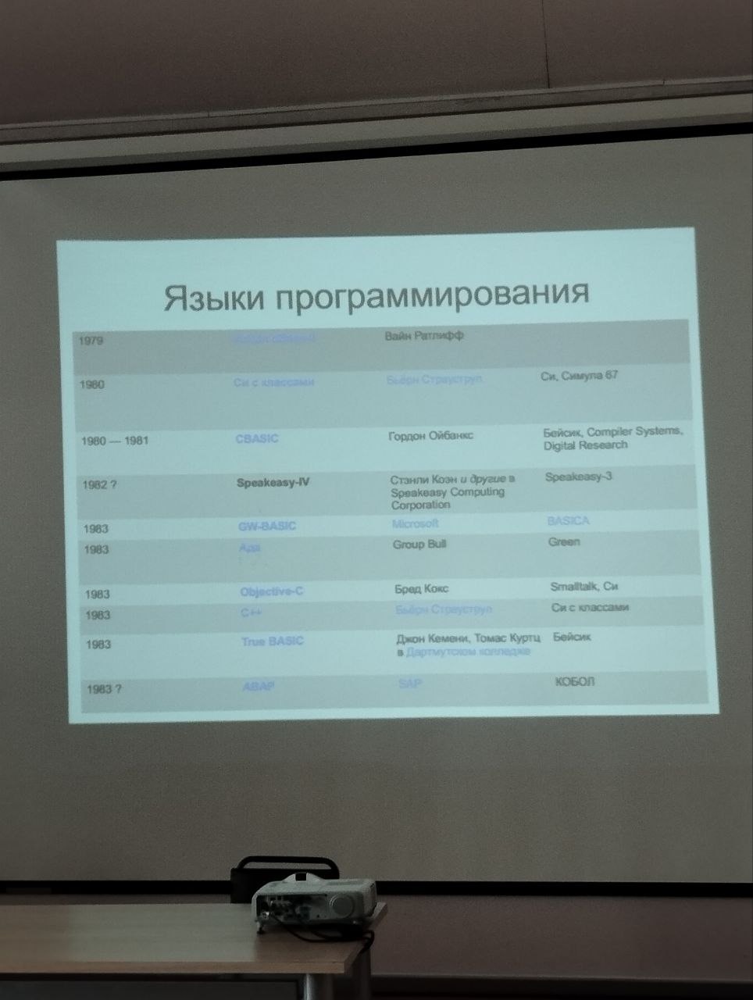 Языки программирования
1979 Вайн Ратлифф
1980 Си с классами Бьёрн Страуструп Си, Симула 67
1980 — 1981 CBASIC Гордон Ойбанкс Бейсик, Compiler Systems,
Digital Research
1982 ? Speakeasy-IV Стэнли Коэн и другие в Speakeasy-3
Speakeasy Computing
Corporation
1983 GW-BASIC Microsoft BASICA
1983 Ада Group Bull Green
1983 Objective-C Бред Кокс Smalltalk, Си
1983 C++ Бьёрн Страуструп Си с классами
1983 True BASIC Джон Кемени, Томас Куртц Бейсик
в Дартмутском колледже
1983 ? ABAP SAP КОБОЛ